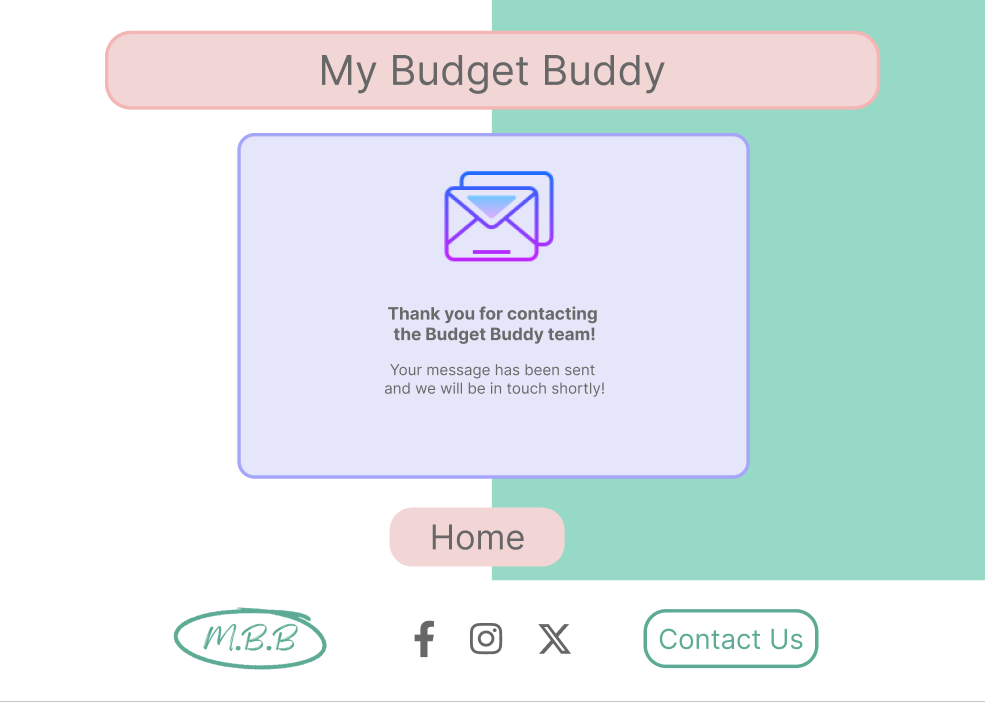 My Budget Buddy
Thank you for contacting
the Budget Buddy team!
Your message has been sent
and we will be in touch shortly!
Home
M.B.B
Contact Us